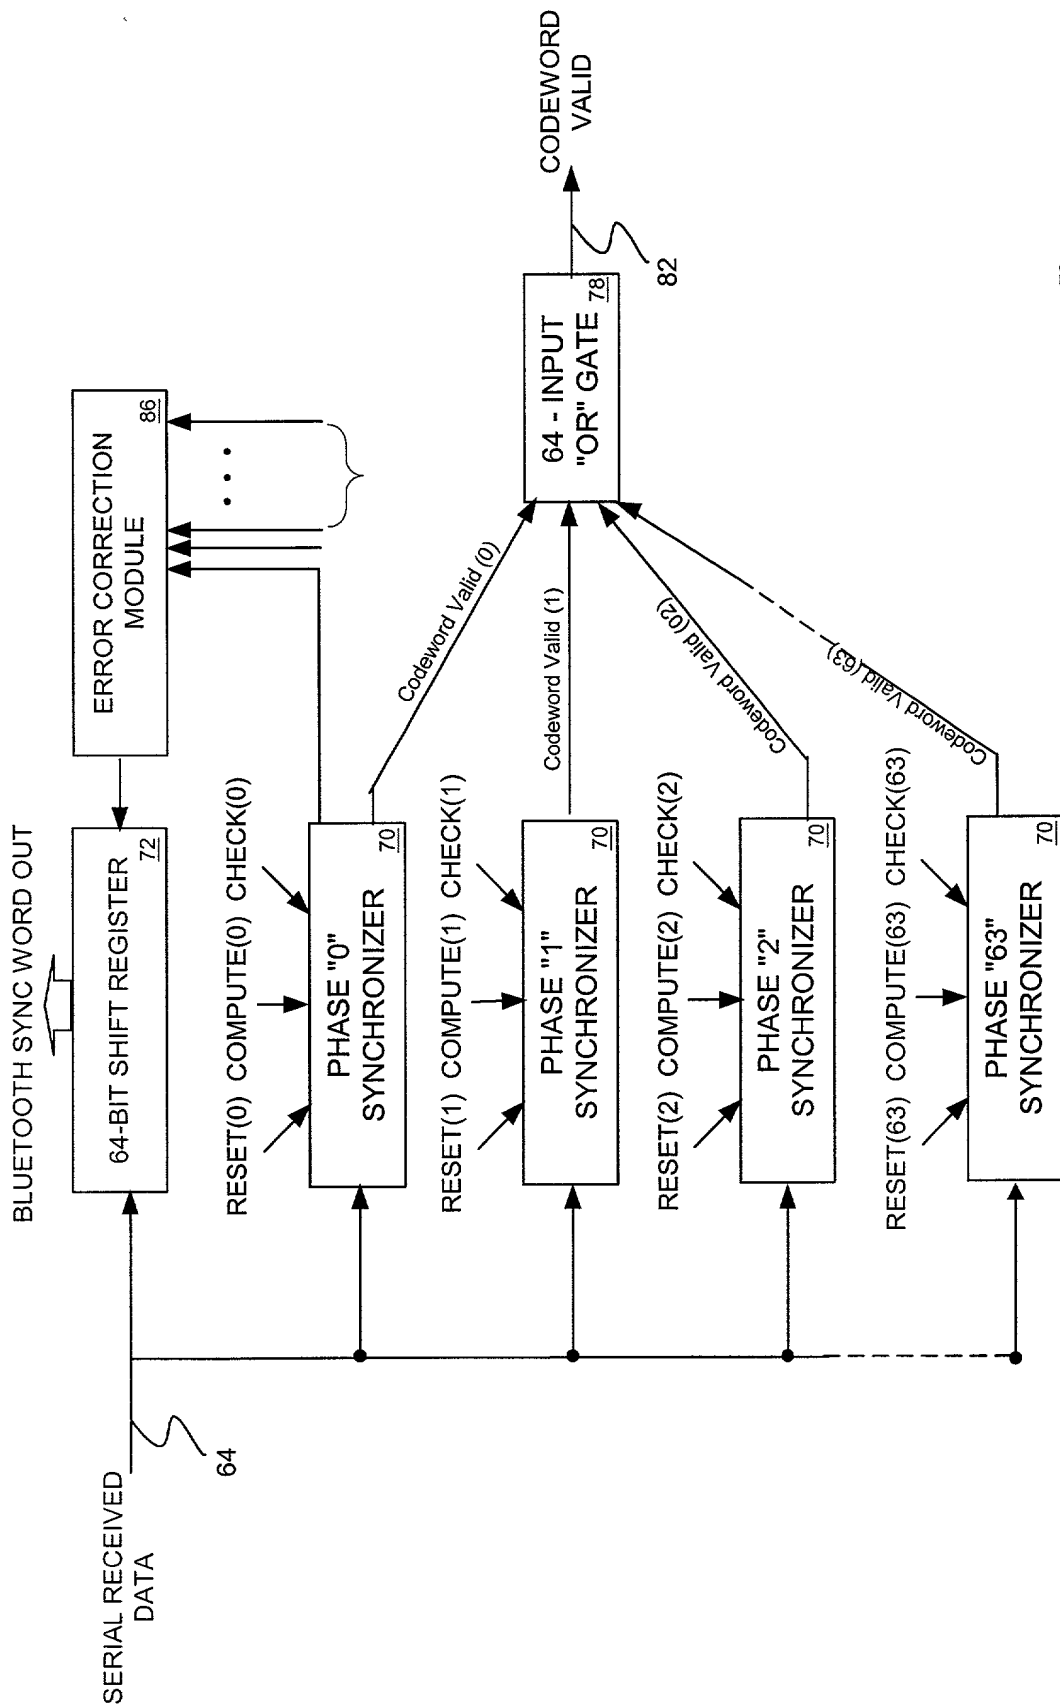 BLUETOOTH SYNC WORD OUT
SERIAL RECEIVED
DATA
64
64-BIT SHIFT REGISTER
72
ERROR CORRECTION
MODULE
86
RESET(0) COMPUTE(0) CHECK(0)
PHASE "0"
SYNCHRONIZER
70
Codeword Valid (0)
RESET(1) COMPUTE(1) CHECK(1)
PHASE "1"
SYNCHRONIZER
70
Codeword Valid (1)
64 - INPUT
"OR" GATE
78
CODEWORD
VALID
82
RESET(2) COMPUTE(2) CHECK(2)
PHASE "2"
SYNCHRONIZER
70
Codeword Valid (02)
RESET(63) COMPUTE(63) CHECK(63)
PHASE "63"
SYNCHRONIZER
70
Codeword Valid (63)